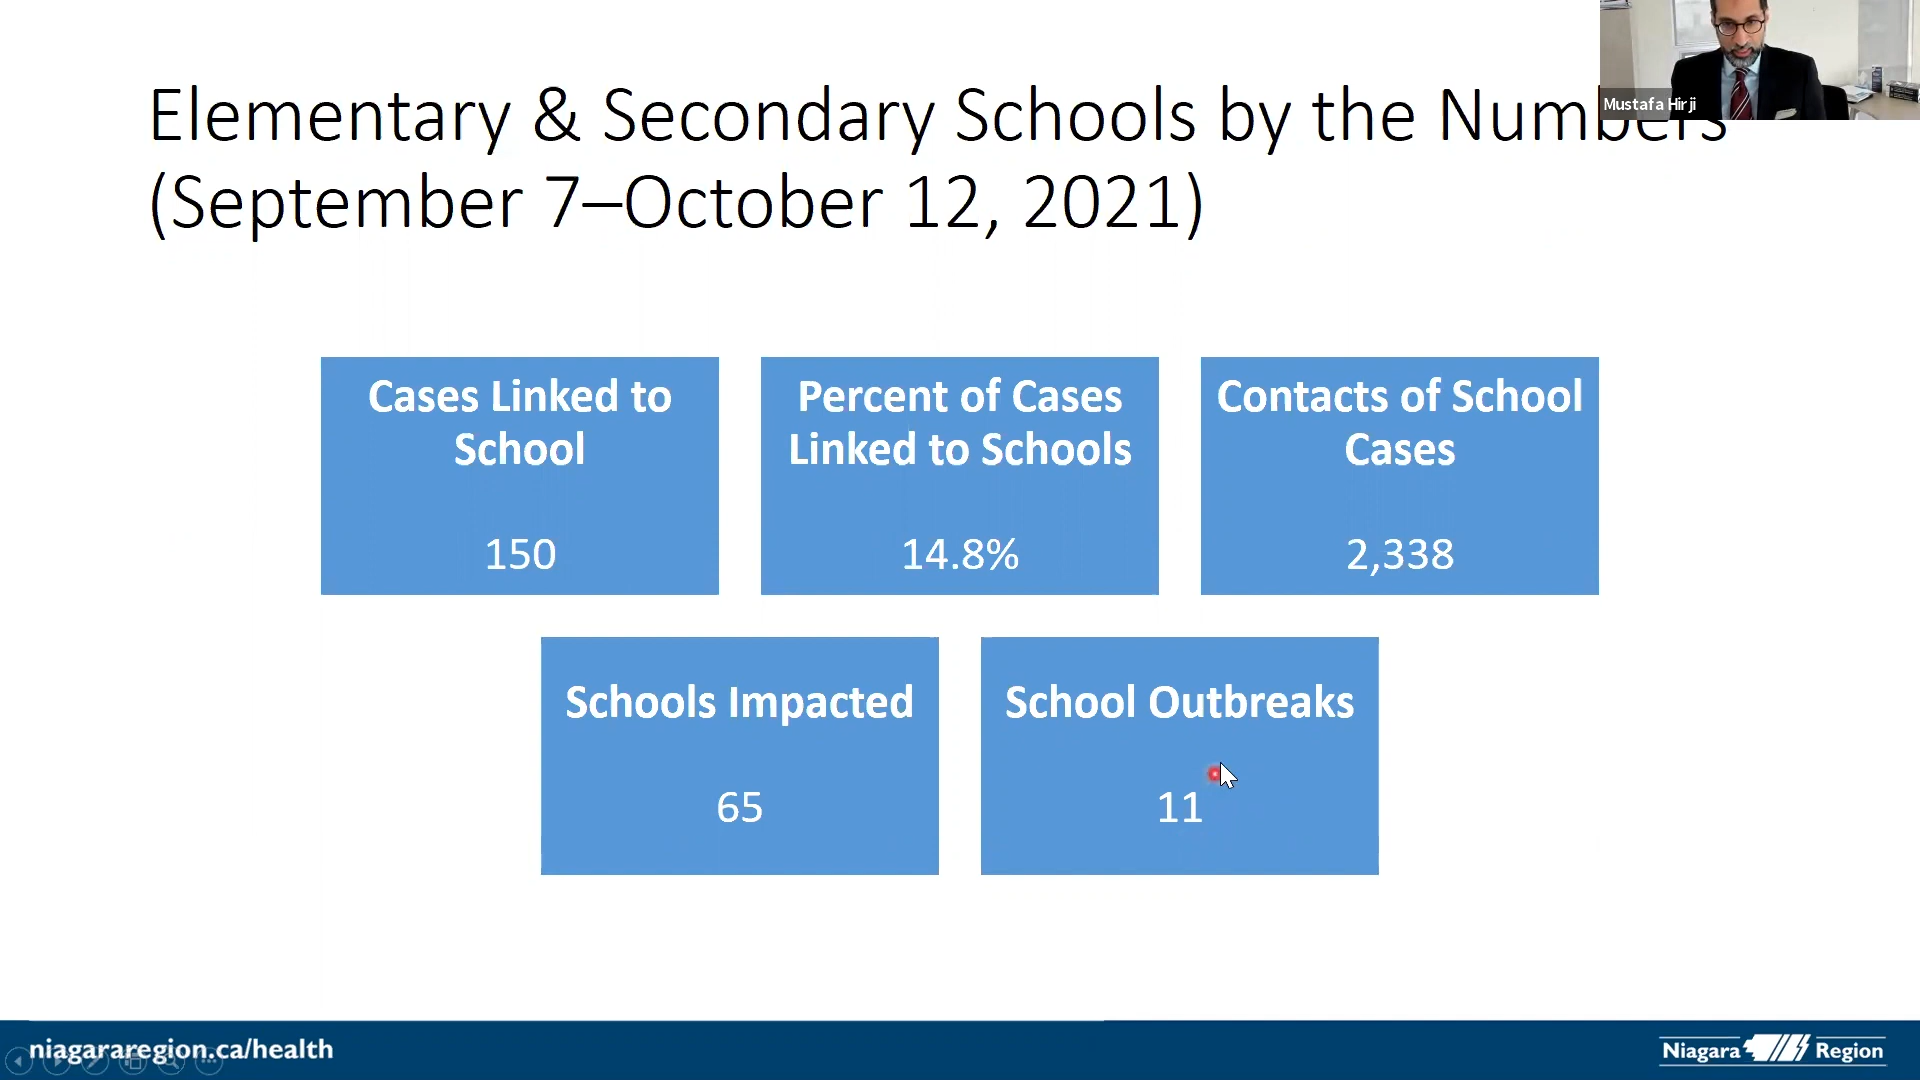 Elementary & Secondary Schools by the Numbers
(September 7–October 12, 2021)
Mustafa Hirji
Cases Linked to
School
150
Percent of Cases
Linked to Schools
14.8%
Contacts of School
Cases
2,338
Schools Impacted
65
School Outbreaks
11
niagararegion.ca/health
Niagara Region